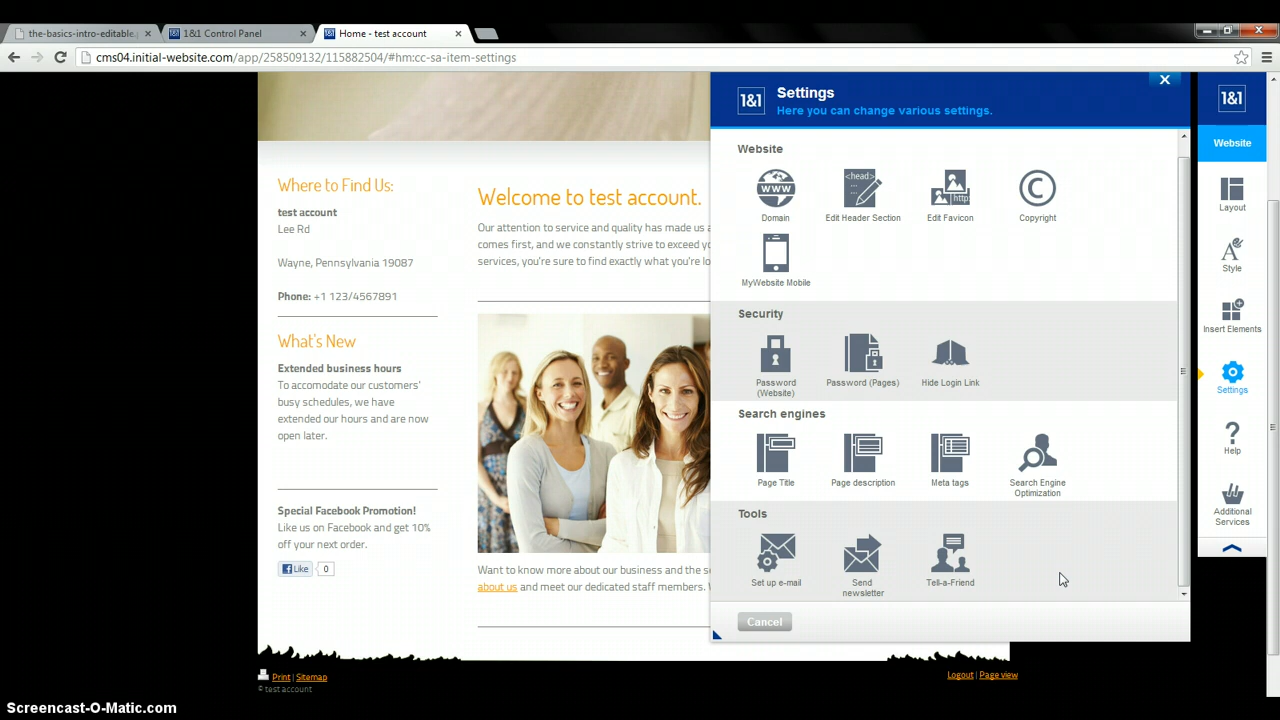 the-basics-intro-editable.
1&1 Control Panel
Home - test account
cms04.initial-website.com/app/258509132/115882504/#hm:cc-sa-item-settings
Where to Find Us:
test account
Lee Rd
Wayne, Pennsylvania 19087
Phone: +1 123/4567891
What's New
Extended business hours
To accomodate our customers'
busy schedules, we have
extended our hours and are now
open later.
Special Facebook Promotion!
Like us on Facebook and get 10%
off your next order.
Like 0
Welcome to test account.
Our attention to service and quality has made us
comes first, and we constantly strive to exceed
services, you're sure to find exactly what you're
Want to know more about our business and the
about us and meet our dedicated staff members.
1&1
Settings
Here you can change various settings.
Website
<head>
WWW
http
Domain
Edit Header Section
Edit Favicon
Copyright
MyWebsite Mobile
Security
Password
(Website)
Password (Pages)
Hide Login Link
Search engines
Page Title
Page description
Meta tags
Search Engine
Optimization
Tools
Set up e-mail
Send
newsletter
Tell-a-Friend
Cancel
1&1
Website
Layout
Style
Insert Elements
Settings
Help
Additional
Services
Print | Sitemap
© test account
Logout | Page view
Screencast-O-Matic.com